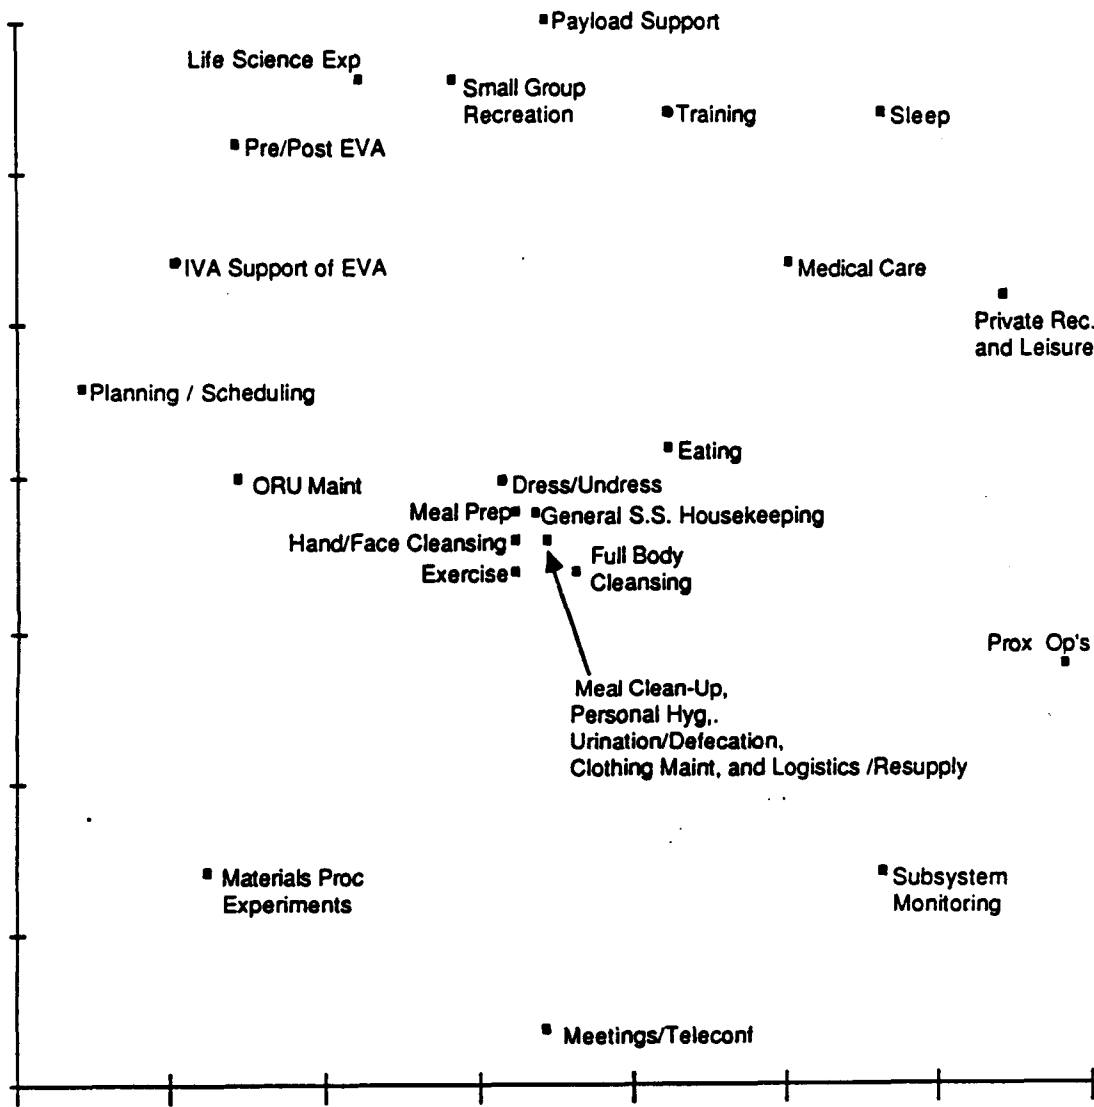 Payload Support
Life Science Exp
Small Group
Recreation
Training
Sleep
Pre/Post EVA
IVA Support of EVA
Medical Care
Private Rec.
and Leisure
Planning / Scheduling
Eating
ORU Maint
Dress/Undress
Meal Prep
General S.S. Housekeeping
Hand/Face Cleansing
Full Body
Cleansing
Exercise
Prox Op's
Meal Clean-Up,
Personal Hyg,.
Urination/Defecation,
Clothing Maint, and Logistics /Resupply
Materials Proc
Experiments
Subsystem
Monitoring
Meetings/Teleconf